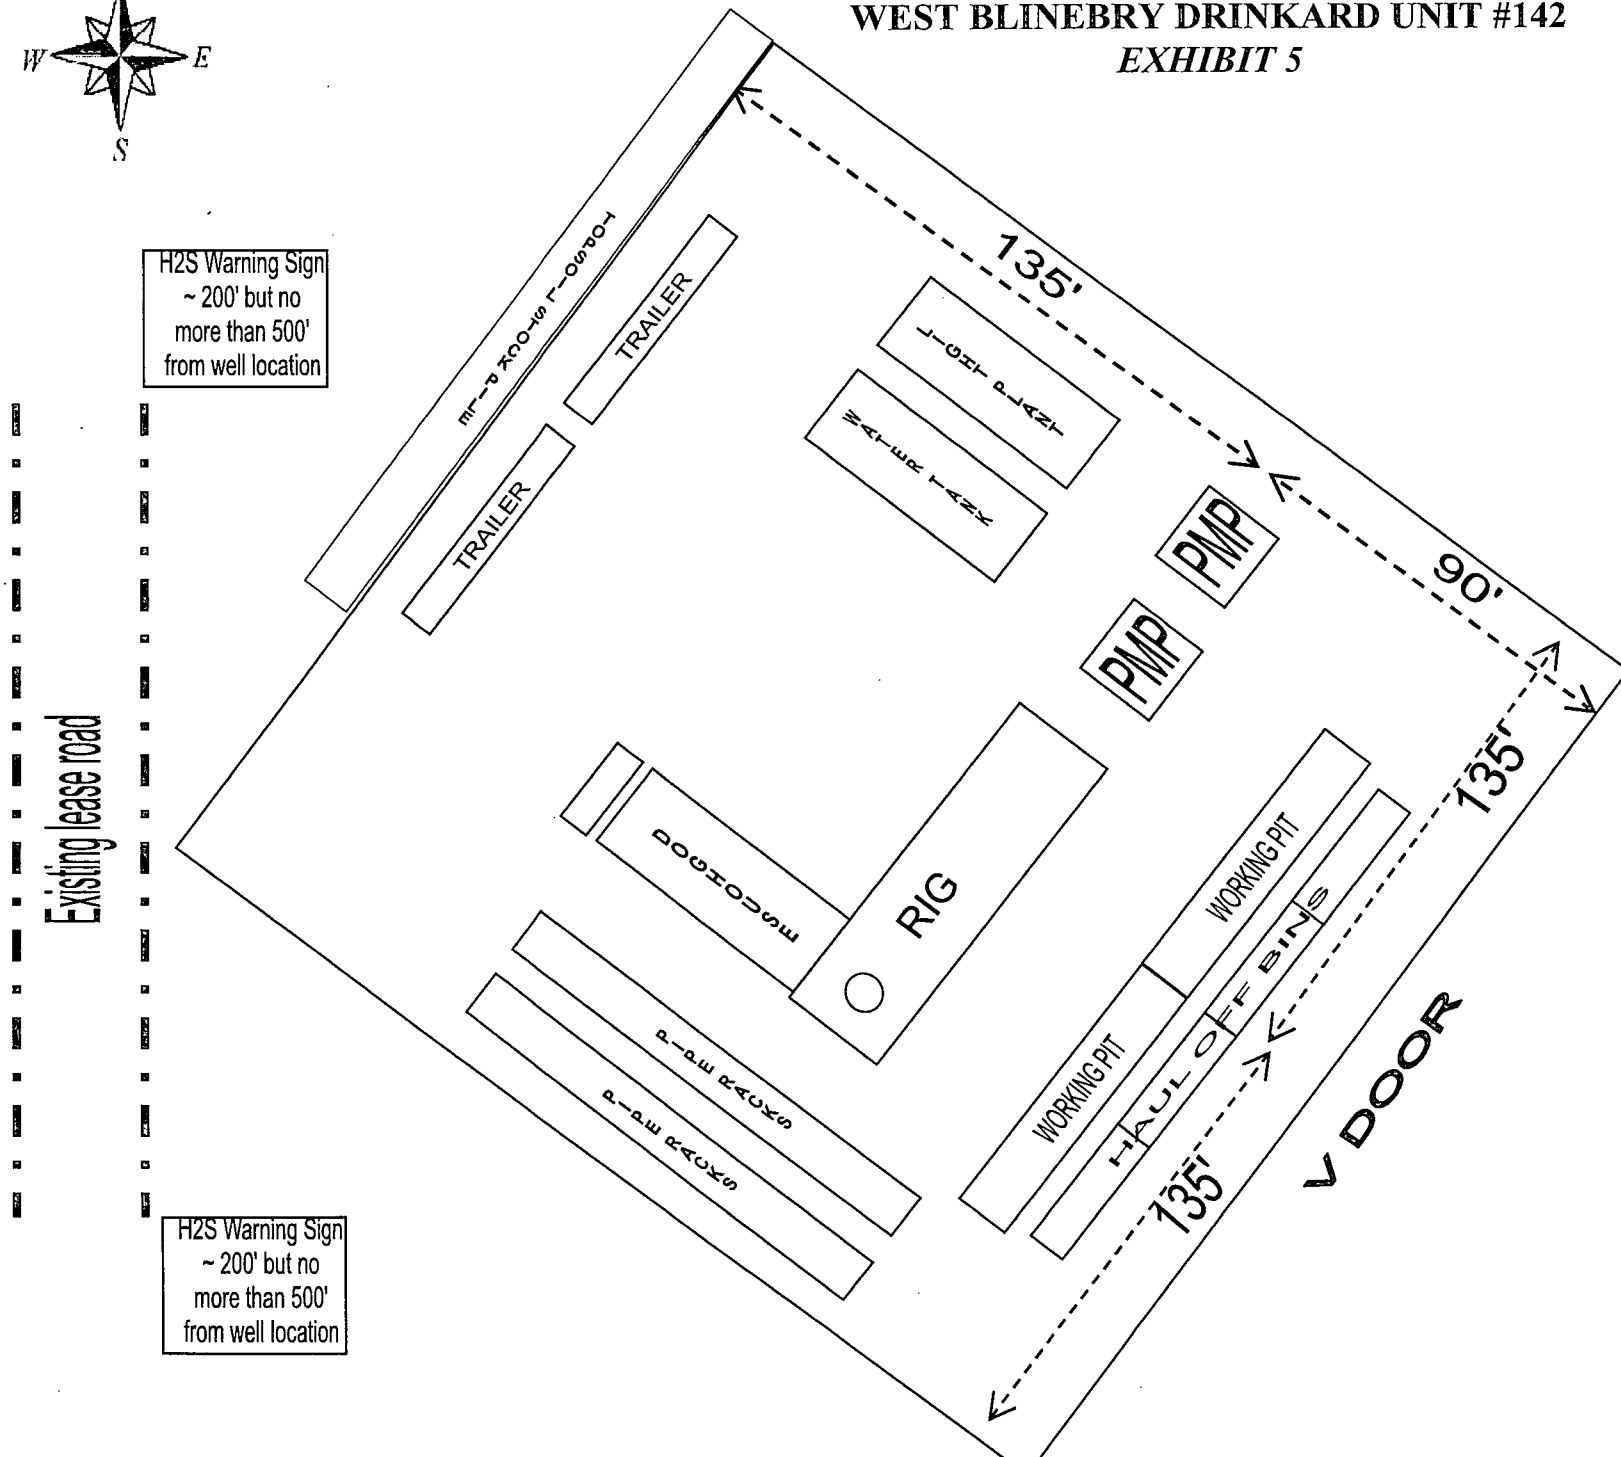 WEST BLINEBRY DRINKARD UNIT #142
EXHIBIT 5
W
E
S
H2S Warning Sign
~ 200' but no
more than 500'
from well location
TOPSOIL STOCK PILE
TRAILER
TRAILER
135'
LIGHT PLANT
WATER TANK
PMP
PMP
90'
135'
Existing lease road
DOGHOUSE
RIG
WORKING PIT
WORKING PIT
HAUL OFF BINS
PIPE RACKS
PIPE RACKS
135'
V DOOR
H2S Warning Sign
~ 200' but no
more than 500'
from well location